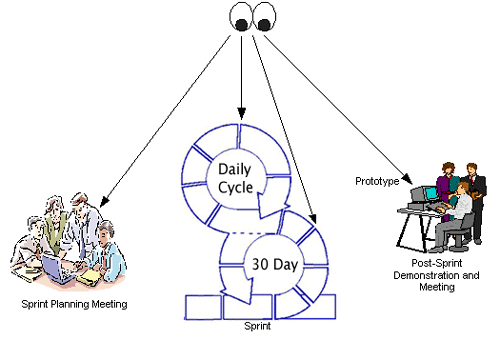 Daily
Cycle
Prototype
30 Day
Post-Sprint
Demonstration and
Meeting
Sprint Planning Meeting
Sprint